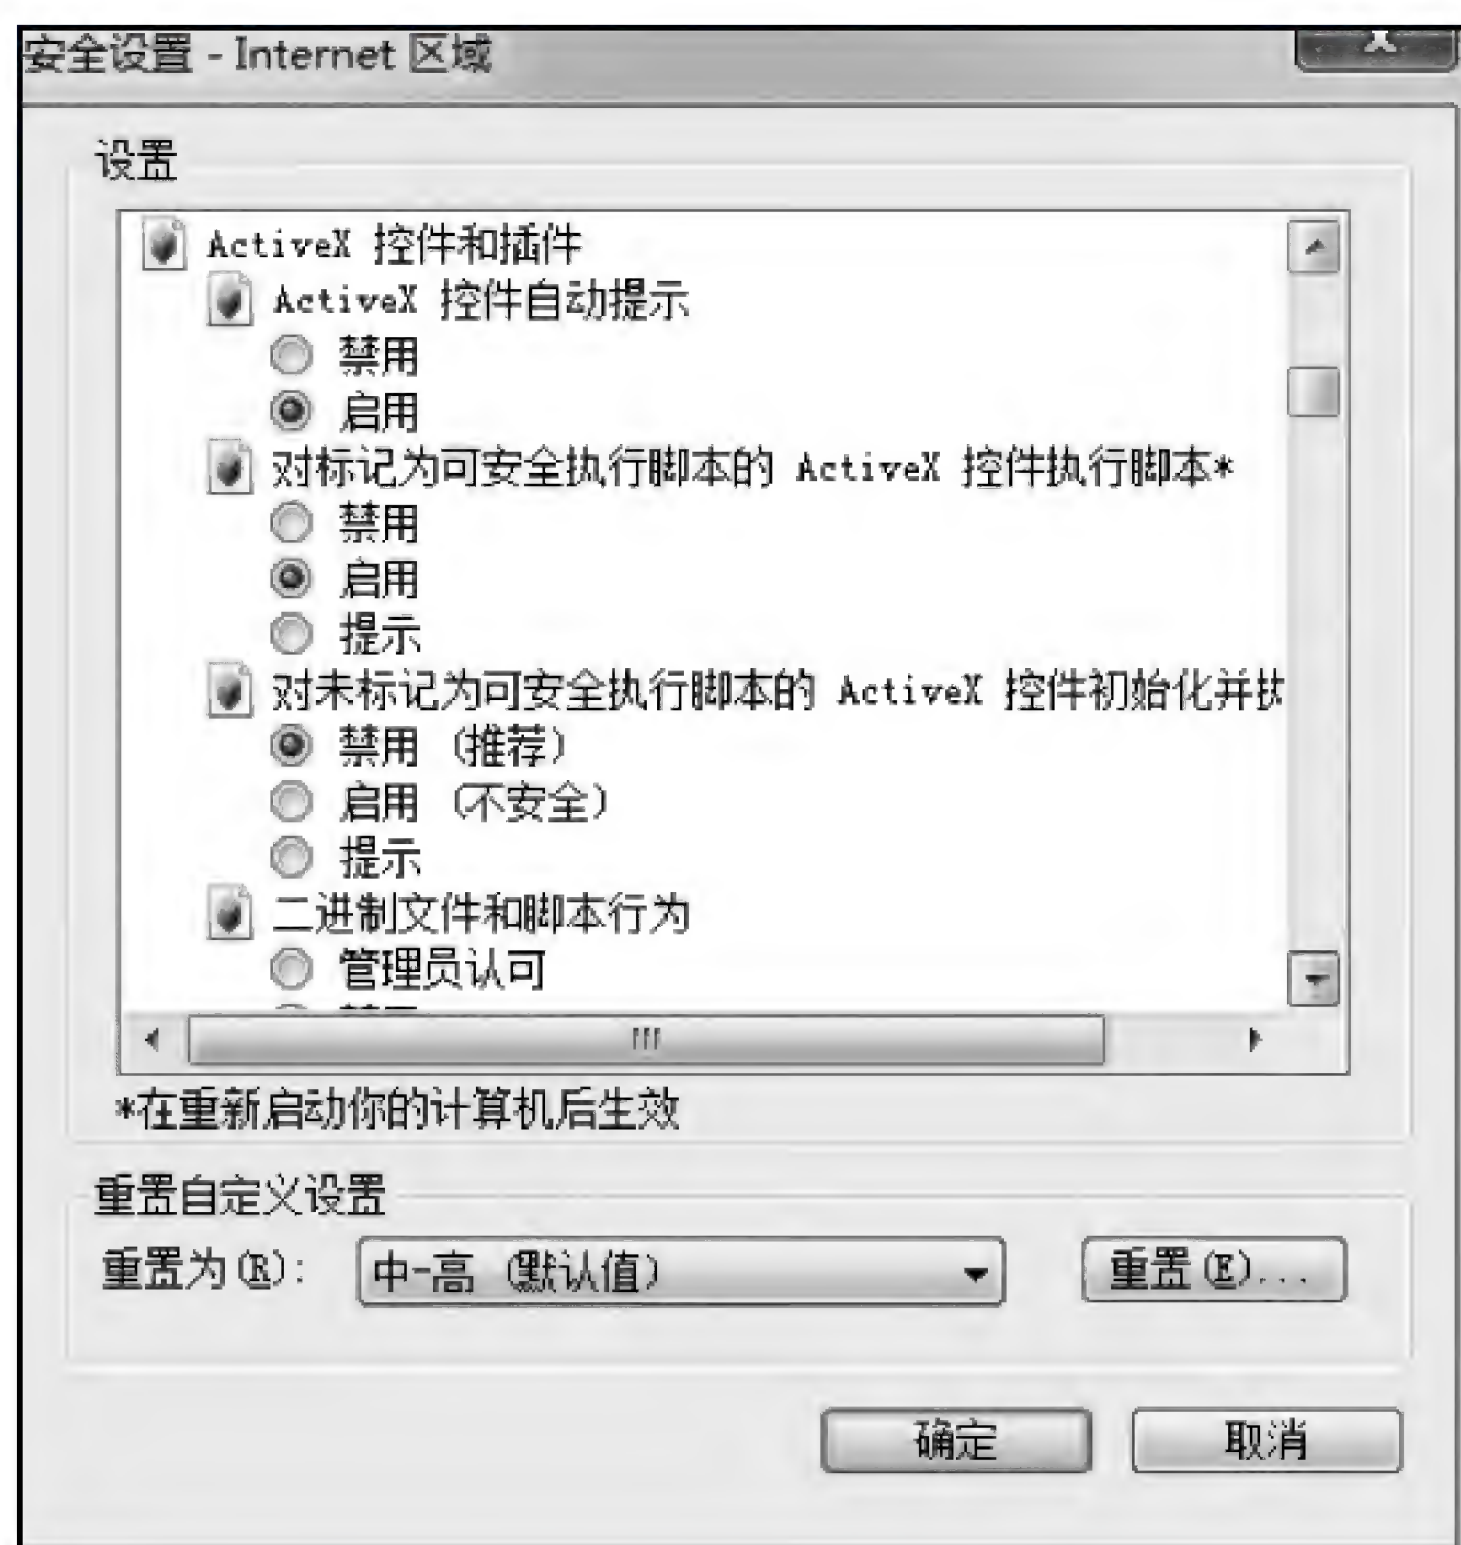 安全设置 - Internet 区域
设置
ActiveX 控件和插件
ActiveX 控件自动提示
禁用
启用
对标记为可安全执行脚本的 ActiveX 控件执行脚本*
禁用
启用
提示
对未标记为可安全执行脚本的 ActiveX 控件初始化并执
禁用 (推荐)
启用 (不安全)
提示
二进制文件和脚本行为
管理员认可
*在重新启动你的计算机后生效
重置自定义设置
重置为(R): 中-高 (默认值) 重置(E)...
确定 取消